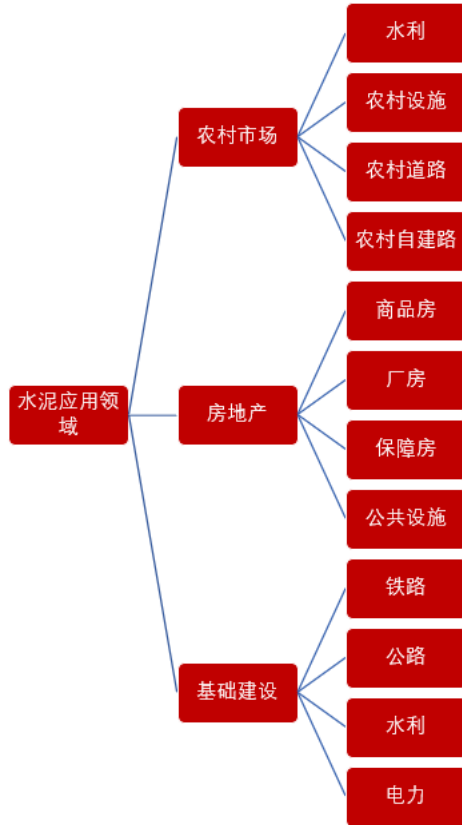 水利
农村设施
农村市场
农村道路
农村自建路
商品房
厂房
水泥应用领
域
房地产
保障房
公共设施
铁路
公路
基础建设
水利
电力